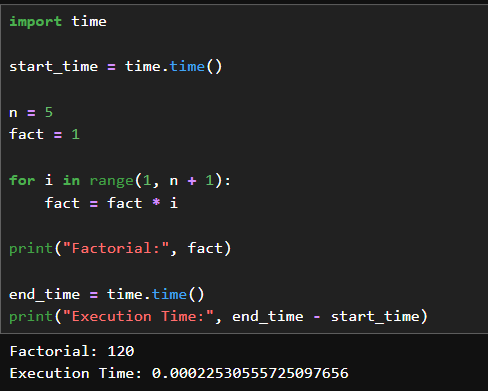 import time
start_time = time.time()
n = 5
fact = 1
for i in range(1, n + 1):
    fact = fact * i
print("Factorial:", fact)
end_time = time.time()
print("Execution Time:", end_time - start_time)
Factorial: 120
Execution Time: 0.00022530555725097656